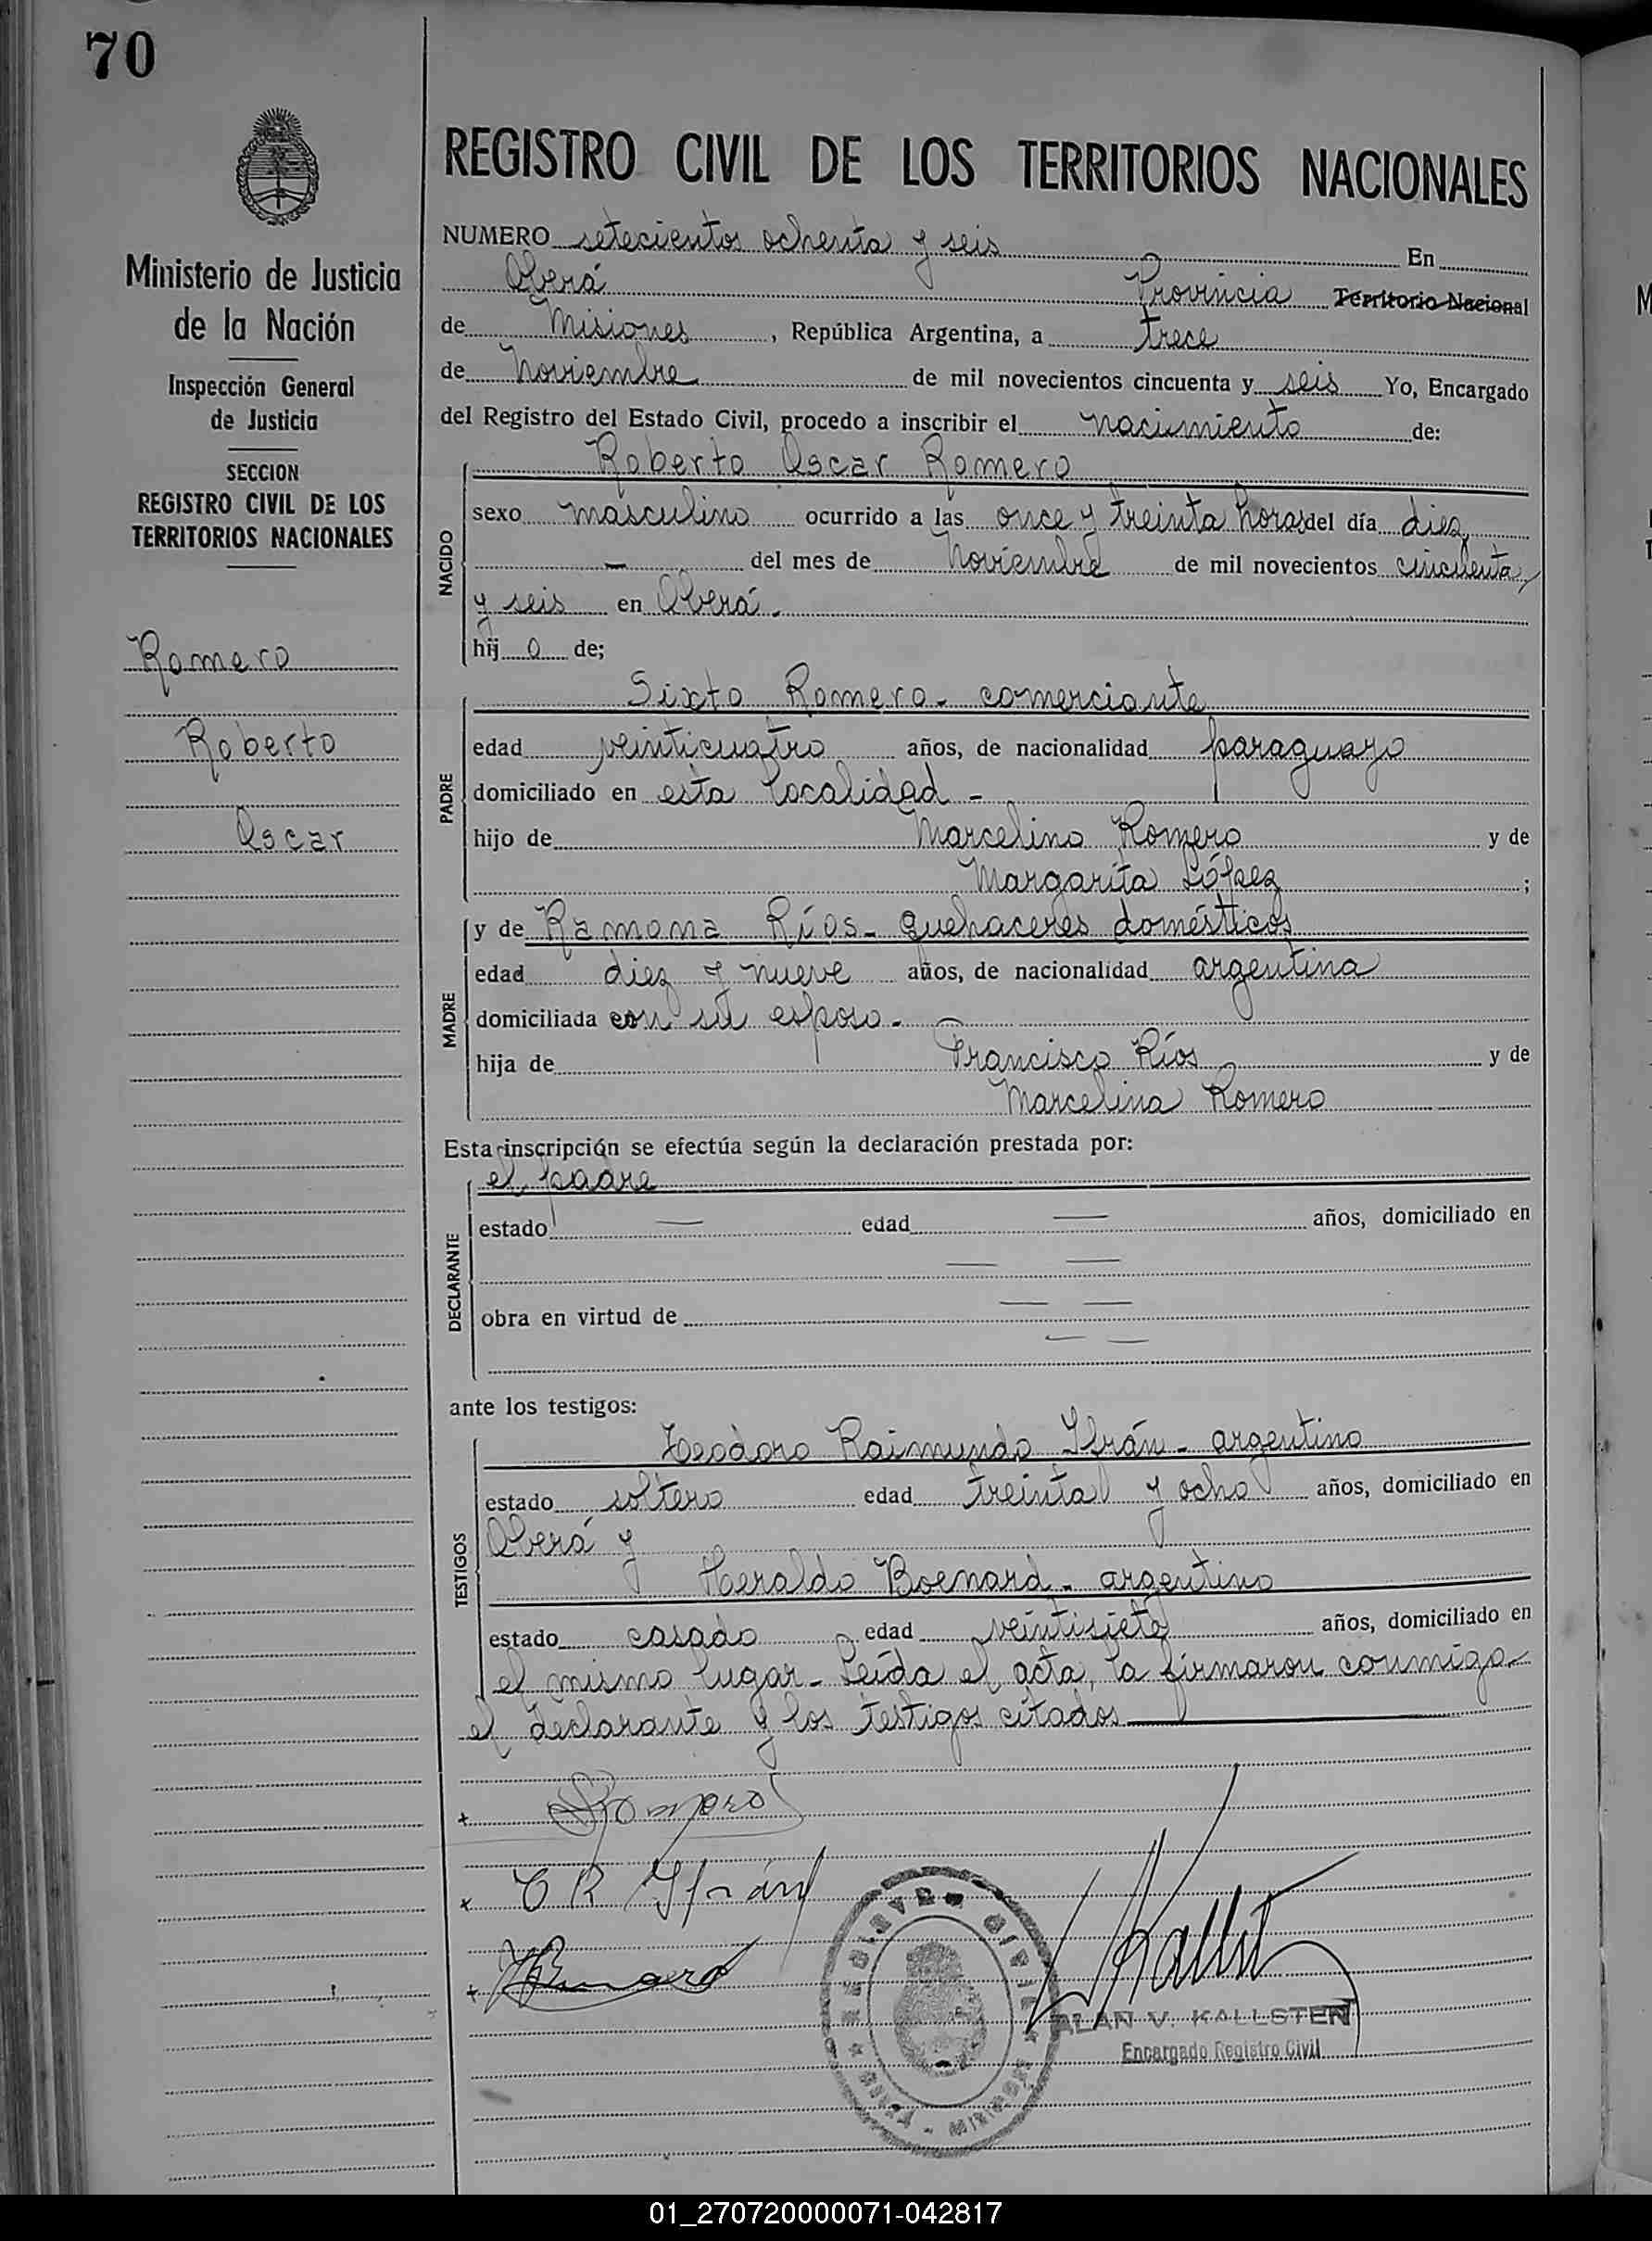 70
REGISTRO CIVIL DE LOS TERRITORIOS NACIONALES
Ministerio de Justicia
de la Nación
Inspección General
de Justicia
SECCION
REGISTRO CIVIL DE LOS
TERRITORIOS NACIONALES
Romero
Roberto
Oscar
NUMERO setecientos ochenta y seis En
Oberá Provincia Territorio Nacional
de Misiones, República Argentina, a trece
de Noviembre de mil novecientos cincuenta y seis Yo, Encargado
del Registro del Estado Civil, procedo a inscribir el nacimiento de:
NACIDO
Roberto Oscar Romero
sexo masculino ocurrido a las once y treinta horas del día diez
— del mes de Noviembre de mil novecientos cincuenta
y seis en Oberá.
hij o de;
PADRE
Sixto Romero - comerciante
edad veinticuatro años, de nacionalidad paraguayo
domiciliado en esta localidad -
hijo de Marcelino Romero y de
Margarita López ;
MADRE
y de Ramona Ríos - quehaceres domésticos
edad diez y nueve años, de nacionalidad argentina
domiciliada con su esposo -
hija de Francisco Ríos y de
Marcelina Romero
Esta inscripción se efectúa según la declaración prestada por:
DECLARANTE
el padre
estado — edad — años, domiciliado en
— —
obra en virtud de — —
— —
ante los testigos:
TESTIGOS
Teodoro Raimundo Ifrán - argentino
estado soltero edad treinta y ocho años, domiciliado en
Oberá y
Heraldo Boenard - argentino
estado casado edad veintisiete años, domiciliado en
el mismo lugar - Leída el acta, la firmaron conmigo
el declarante y los testigos citados
Romero
T R Ifrán
REGISTRO CIVIL
OBERÁ - MISIONES
ALAN V. KALLSTEN
Encargado Registro Civil
01_270720000071-042817